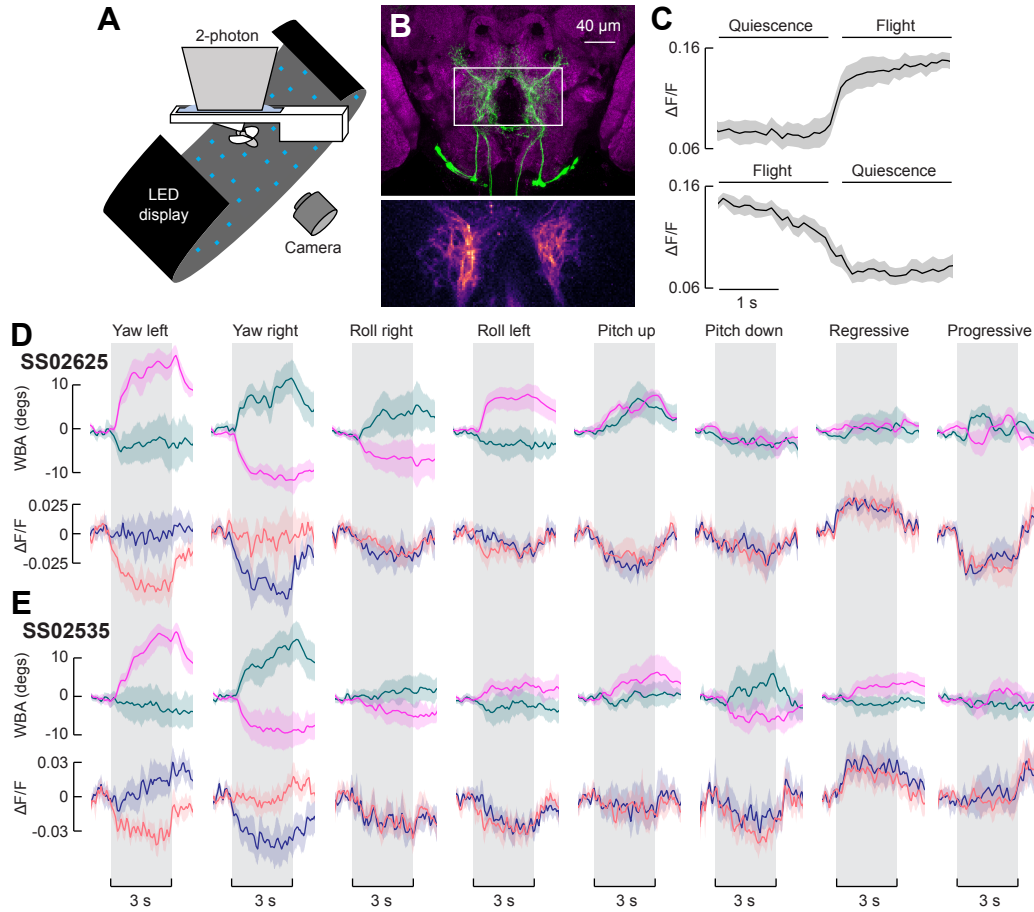 A
2-photon
LED
display
Camera
B
40 µm
C
Quiescence Flight
0.16
ΔF/F
0.06
Flight Quiescence
0.16
ΔF/F
0.06
1 s
D
Yaw left Yaw right Roll right Roll left Pitch up Pitch down Regressive Progressive
SS02625
WBA (degs)
10
0
-10
ΔF/F
0.025
0
-0.025
E
SS02535
WBA (degs)
10
0
-10
ΔF/F
0.03
0
-0.03
3 s 3 s 3 s 3 s 3 s 3 s 3 s 3 s